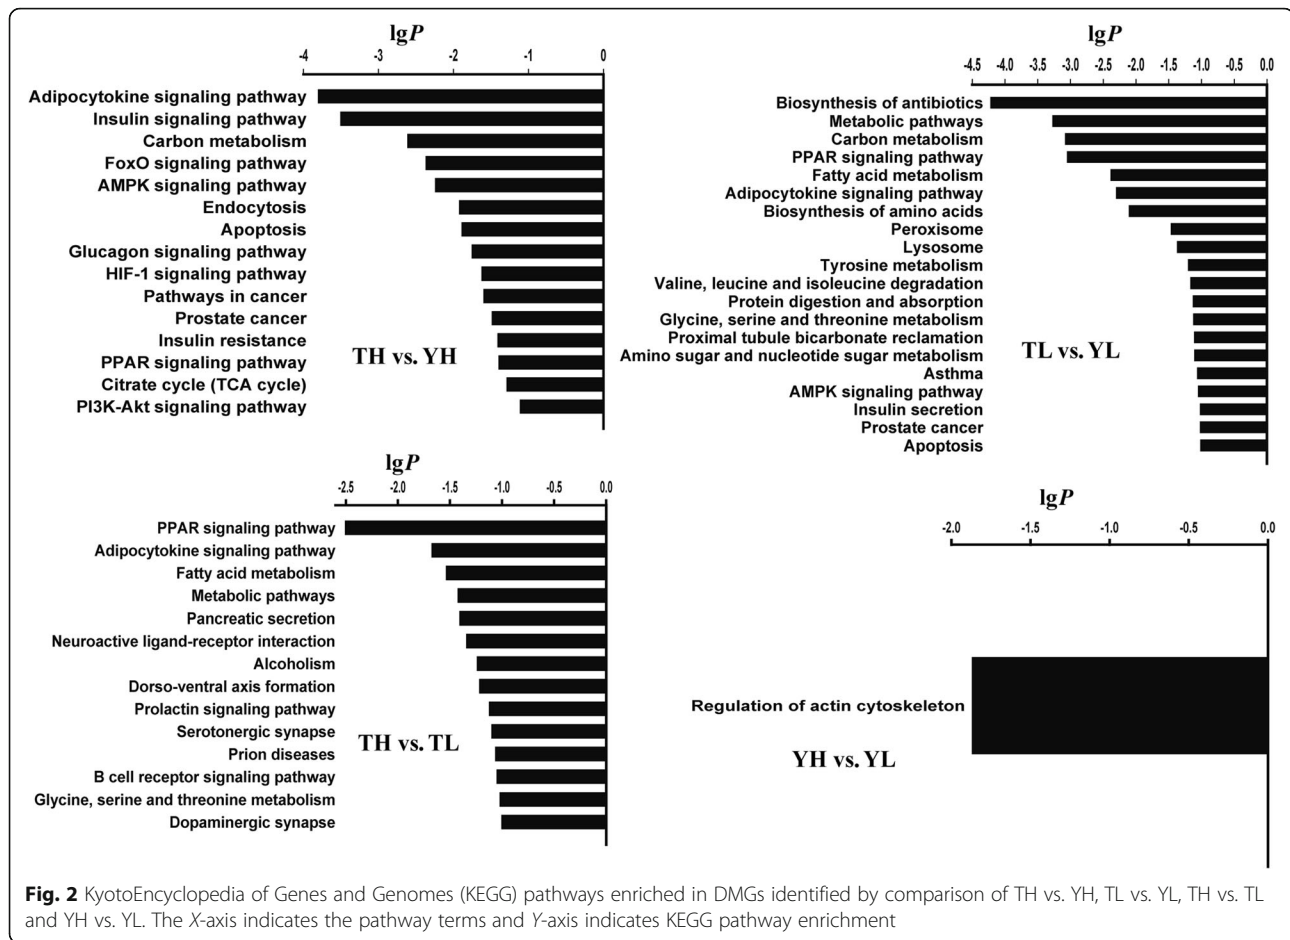 lgP
-4 -3 -2 -1 0
Adipocytokine signaling pathway
Insulin signaling pathway
Carbon metabolism
FoxO signaling pathway
AMPK signaling pathway
Endocytosis
Apoptosis
Glucagon signaling pathway
HIF-1 signaling pathway
Pathways in cancer
Prostate cancer
Insulin resistance
PPAR signaling pathway
Citrate cycle (TCA cycle)
PI3K-Akt signaling pathway
TH vs. YH
lgP
-4.5 -4.0 -3.5 -3.0 -2.5 -2.0 -1.5 -1.0 -0.5 0.0
Biosynthesis of antibiotics
Metabolic pathways
Carbon metabolism
PPAR signaling pathway
Fatty acid metabolism
Adipocytokine signaling pathway
Biosynthesis of amino acids
Peroxisome
Lysosome
Tyrosine metabolism
Valine, leucine and isoleucine degradation
Protein digestion and absorption
Glycine, serine and threonine metabolism
Proximal tubule bicarbonate reclamation
Amino sugar and nucleotide sugar metabolism
Asthma
AMPK signaling pathway
Insulin secretion
Prostate cancer
Apoptosis
TL vs. YL
lgP
-2.5 -2.0 -1.5 -1.0 -0.5 0.0
PPAR signaling pathway
Adipocytokine signaling pathway
Fatty acid metabolism
Metabolic pathways
Pancreatic secretion
Neuroactive ligand-receptor interaction
Alcoholism
Dorso-ventral axis formation
Prolactin signaling pathway
Serotonergic synapse
Prion diseases
B cell receptor signaling pathway
Glycine, serine and threonine metabolism
Dopaminergic synapse
TH vs. TL
lgP
-2.0 -1.5 -1.0 -0.5 0.0
Regulation of actin cytoskeleton
YH vs. YL
Fig. 2 KyotoEncyclopedia of Genes and Genomes (KEGG) pathways enriched in DMGs identified by comparison of TH vs. YH, TL vs. YL, TH vs. TL
and YH vs. YL. The X-axis indicates the pathway terms and Y-axis indicates KEGG pathway enrichment